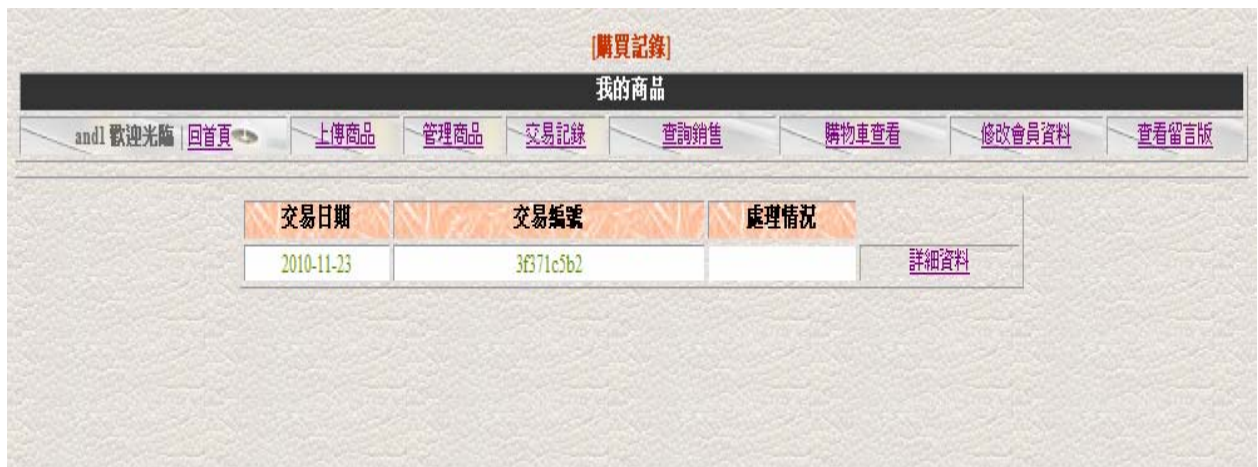 [購買記錄]
我的商品
and1 歡迎光臨 | 回首頁 上傳商品 管理商品 交易記錄 查詢銷售 購物車查看 修改會員資料 查看留言版
交易日期 交易編號 處理情況
2010-11-23 3f371c5b2 詳細資料